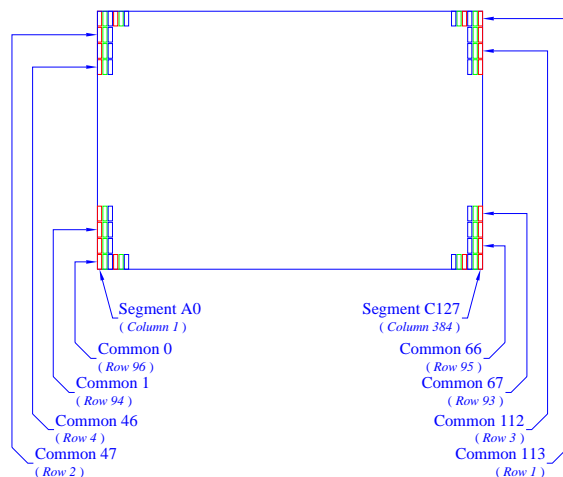 Segment A0
( Column 1 )
Segment C127
( Column 384 )
Common 0
( Row 96 )
Common 66
( Row 95 )
Common 1
( Row 94 )
Common 67
( Row 93 )
Common 46
( Row 4 )
Common 112
( Row 3 )
Common 47
( Row 2 )
Common 113
( Row 1 )